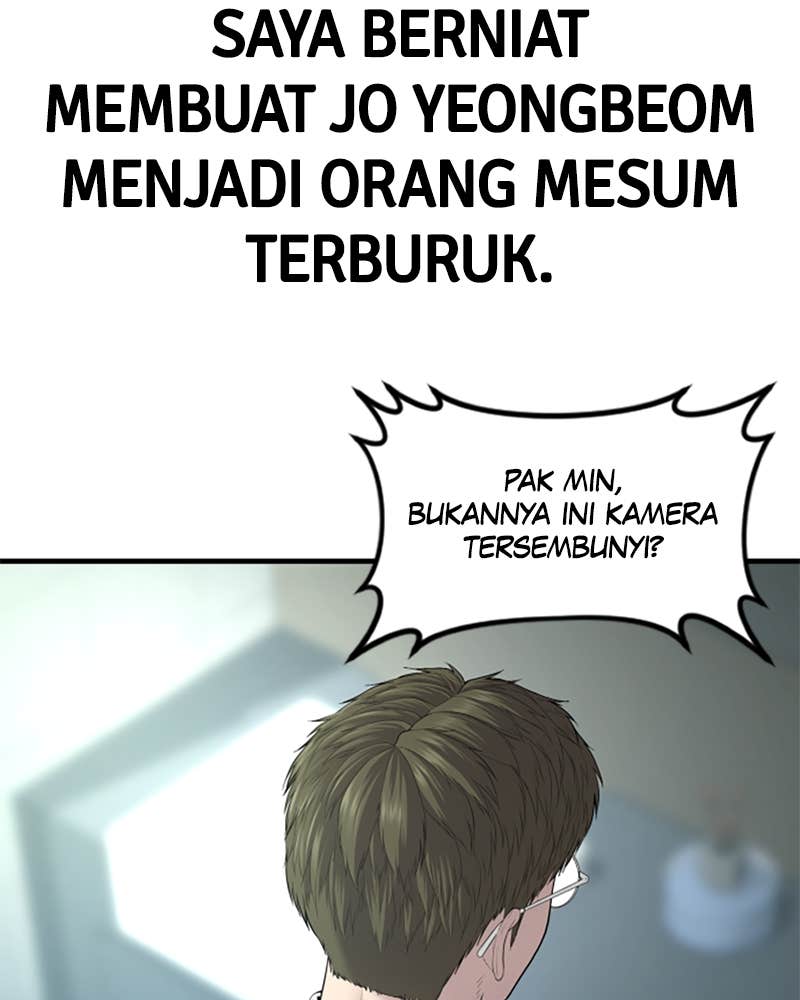 SAYA BERNIAT
MEMBUAT JO YEONGBEOM
MENJADI ORANG MESUM
TERBURUK.
PAK MIN,
BUKANNYA INI KAMERA
TERSEMBUNYI?